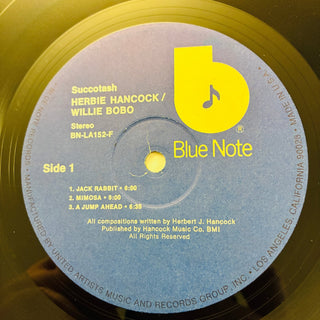 Succotash
HERBIE HANCOCK/
WILLIE BOBO
Stereo
BN-LA152-F
®
Blue Note
Side 1
1. JACK RABBIT • 6:00
2. MIMOSA • 6:00
3. A JUMP AHEAD • 6:35
All compositions written by Herbert J. Hancock
Published by Hancock Music Co. BMI
All Rights Reserved
MANUFACTURED BY UNITED ARTISTS MUSIC AND RECORDS GROUP, INC. • LOS ANGELES, CALIFORNIA 90028 • MADE IN U.S.A.